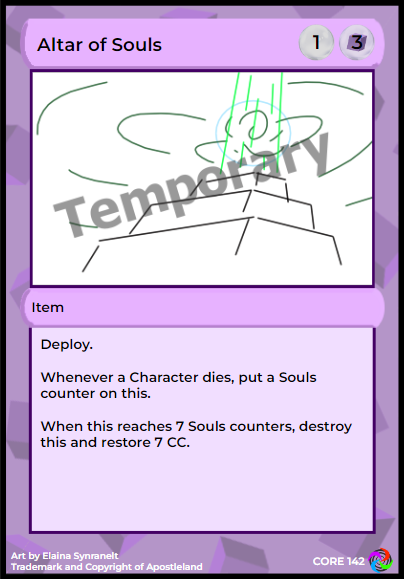 Altar of Souls 1 3
Temporary
Item
Deploy.
Whenever a Character dies, put a Souls
counter on this.
When this reaches 7 Souls counters, destroy
this and restore 7 CC.
Art by Elaina Synranelt
Trademark and Copyright of Apostleland
CORE 142